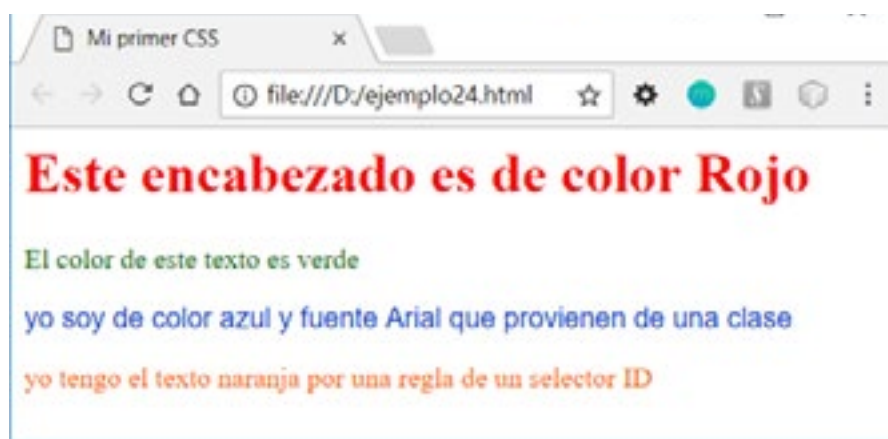 Mi primer CSS
file:///D:/ejemplo24.html
Este encabezado es de color Rojo
El color de este texto es verde
yo soy de color azul y fuente Arial que provienen de una clase
yo tengo el texto naranja por una regla de un selector ID